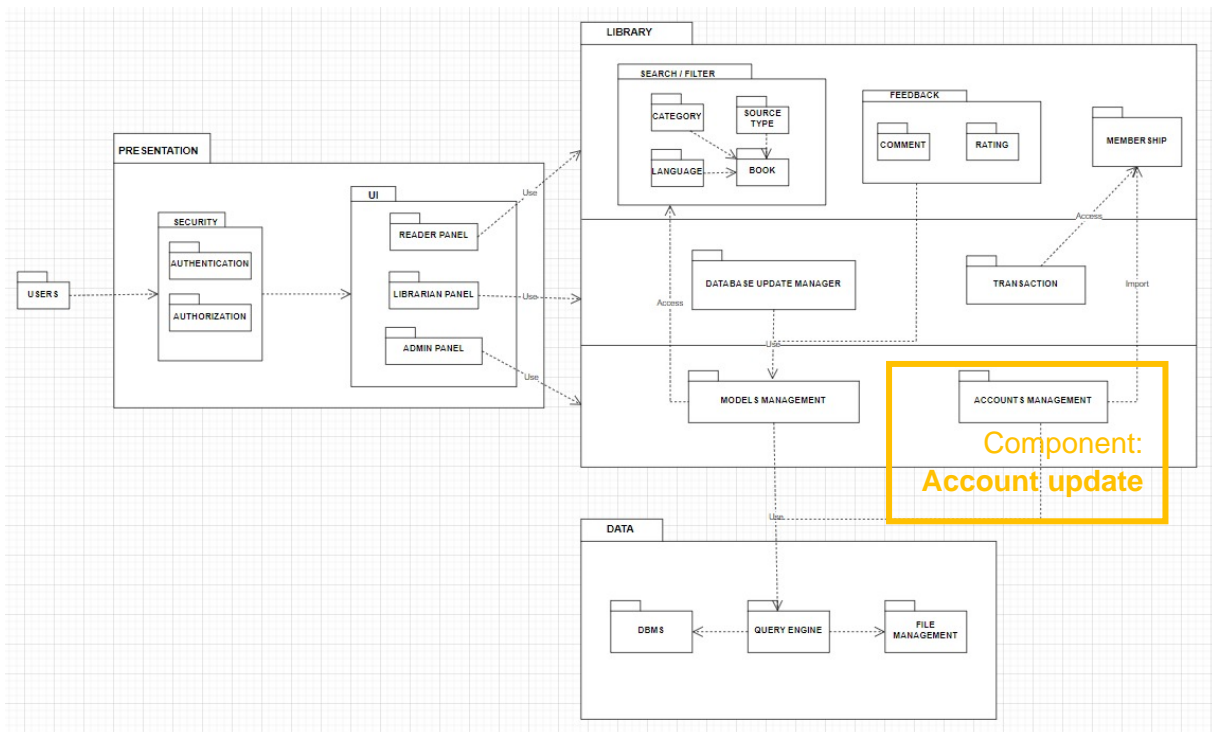 LIBRARY
SEARCH / FILTER
CATEGORY
SOURCE
TYPE
LANGUAGE
BOOK
FEEDBACK
COMMENT
RATING
MEMBERSHIP
PRESENTATION
SECURITY
AUTHENTICATION
AUTHORIZATION
UI
READER PANEL
LIBRARIAN PANEL
ADMIN PANEL
USERS
Use
Use
Use
Access
DATABASE UPDATE MANAGER
TRANSACTION
Access
Import
Use
MODELS MANAGEMENT
ACCOUNTS MANAGEMENT
Component:
Account update
Use
DATA
DBMS
QUERY ENGINE
FILE
MANAGEMENT